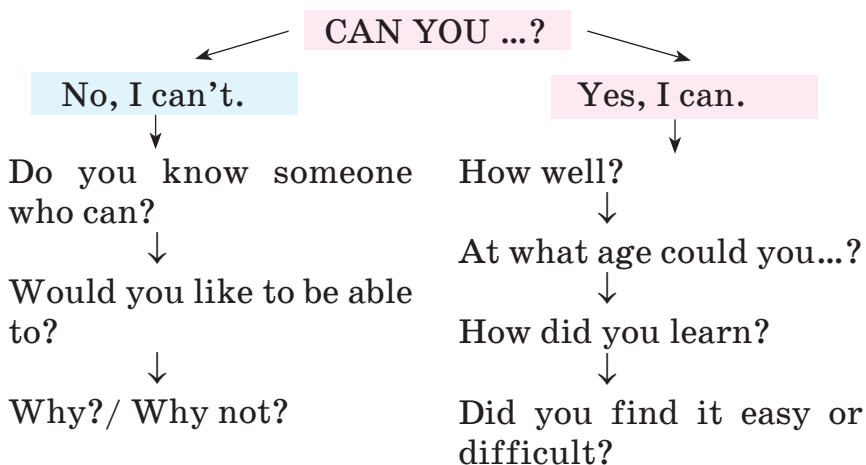 CAN YOU ...?
No, I can’t.
Do you know someone
who can?
Would you like to be able
to?
Why?/ Why not?
Yes, I can.
How well?
At what age could you...?
How did you learn?
Did you find it easy or
difficult?